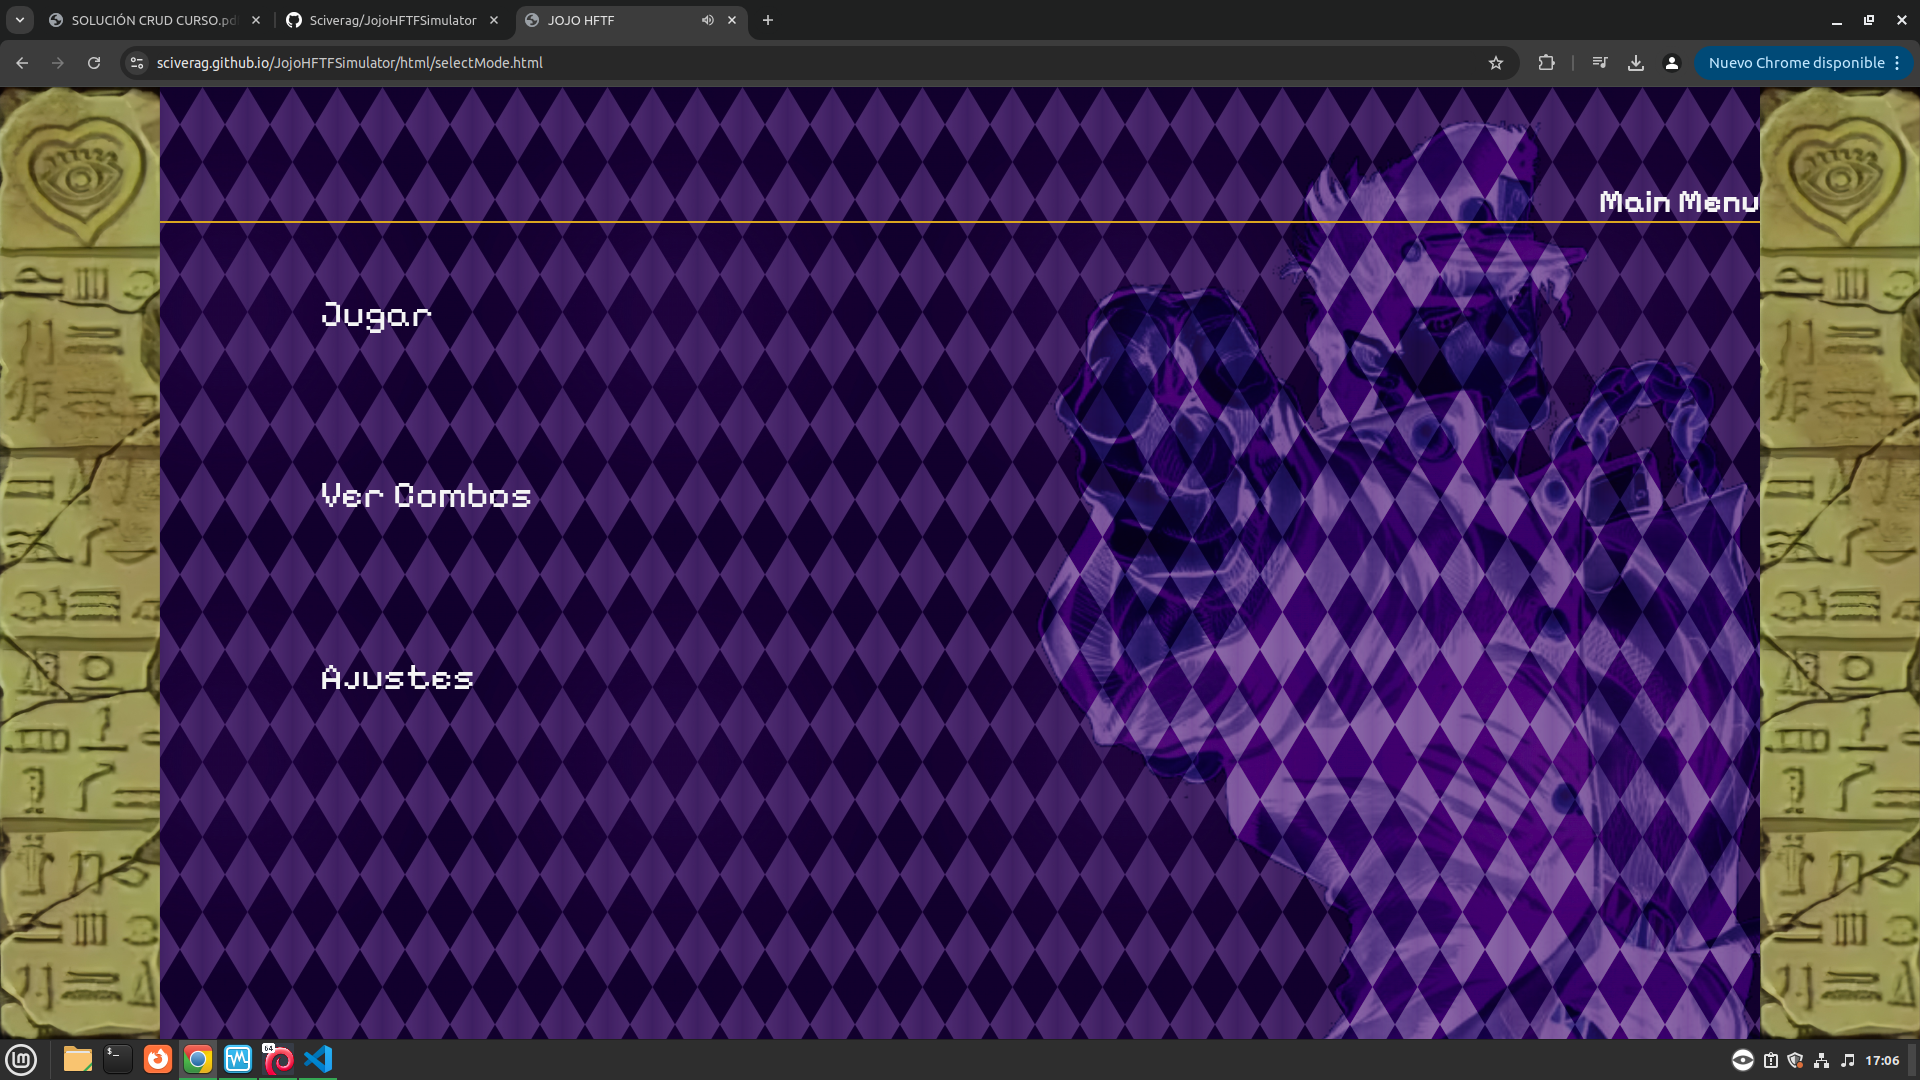 SOLUCIÓN CRUD CURSO.pd
Sciverag/JojoHFTFSimulator
JOJO HFTF
sciverag.github.io/JojoHFTFSimulator/html/selectMode.html
Nuevo Chrome disponible
Main Menu
Jugar
Ver Combos
Ajustes
$_
64
17:06